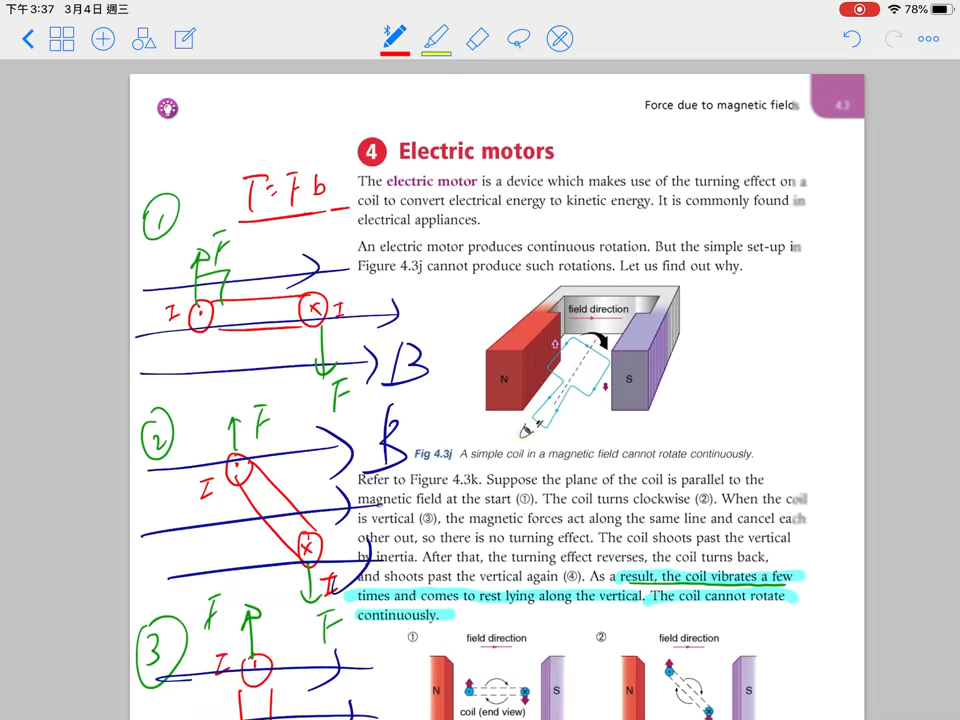 下午3:37 3月4日 週三
78%
Force due to magnetic fields 4.3
4 Electric motors
The electric motor is a device which makes use of the turning effect on a
coil to convert electrical energy to kinetic energy. It is commonly found in
electrical appliances.
An electric motor produces continuous rotation. But the simple set-up in
Figure 4.3j cannot produce such rotations. Let us find out why.
field direction
N
S
Fig 4.3j A simple coil in a magnetic field cannot rotate continuously.
Refer to Figure 4.3k. Suppose the plane of the coil is parallel to the
magnetic field at the start (①). The coil turns clockwise (②). When the coil
is vertical (③), the magnetic forces act along the same line and cancel each
other out, so there is no turning effect. The coil shoots past the vertical
by inertia. After that, the turning effect reverses, the coil turns back,
and shoots past the vertical again (④). As a result, the coil vibrates a few
times and comes to rest lying along the vertical. The coil cannot rotate
continuously.
① field direction
N
S
coil (end view)
② field direction
N
S
T = F b
①
F
I
I
B
F
②
F
B
I
I
F
③
F
I